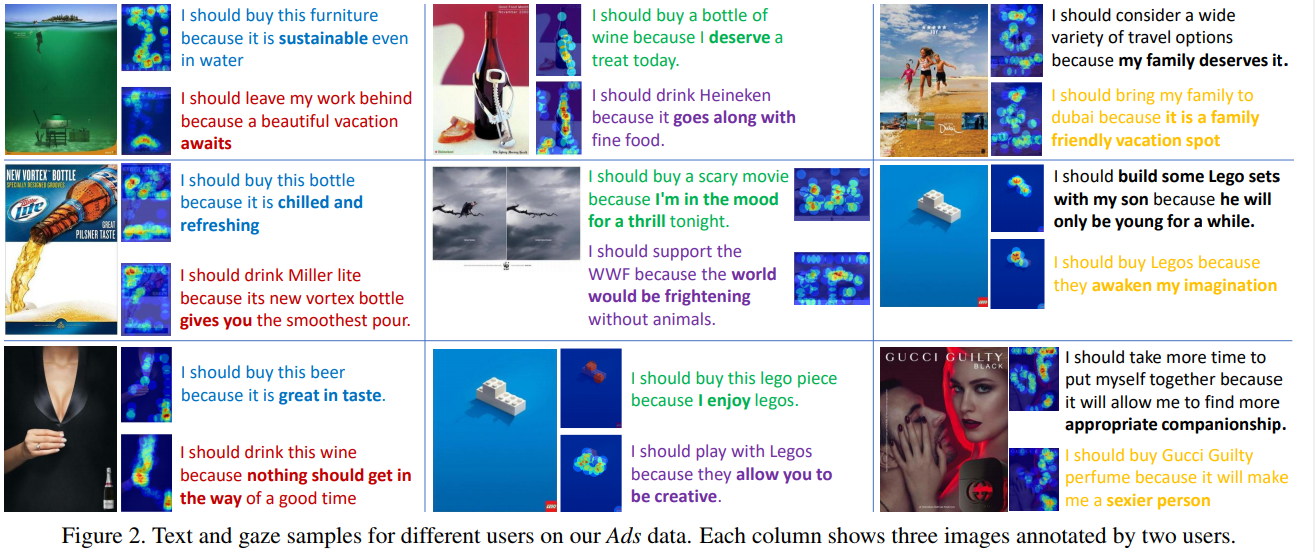 I should buy this furniture
because it is sustainable even
in water
I should leave my work behind
because a beautiful vacation
awaits
I should buy a bottle of
wine because I deserve a
treat today.
I should drink Heineken
because it goes along with
fine food.
I should consider a wide
variety of travel options
because my family deserves it.
I should bring my family to
dubai because it is a family
friendly vacation spot
NEW VORTEX BOTTLE
SPECIALLY DESIGNED GROOVES
Miller
Lite
GREAT
PILSNER TASTE
I should buy this bottle
because it is chilled and
refreshing
I should drink Miller lite
because its new vortex bottle
gives you the smoothest pour.
I should buy a scary movie
because I'm in the mood
for a thrill tonight.
I should support the
WWF because the world
would be frightening
without animals.
I should build some Lego sets
with my son because he will
only be young for a while.
I should buy Legos because
they awaken my imagination
I should buy this beer
because it is great in taste.
I should drink this wine
because nothing should get in
the way of a good time
I should buy this lego piece
because I enjoy legos.
I should play with Legos
because they allow you to
be creative.
GUCCI GUILTY
BLACK
I should take more time to
put myself together because
it will allow me to find more
appropriate companionship.
I should buy Gucci Guilty
perfume because it will make
me a sexier person
Figure 2. Text and gaze samples for different users on our Ads data. Each column shows three images annotated by two users.